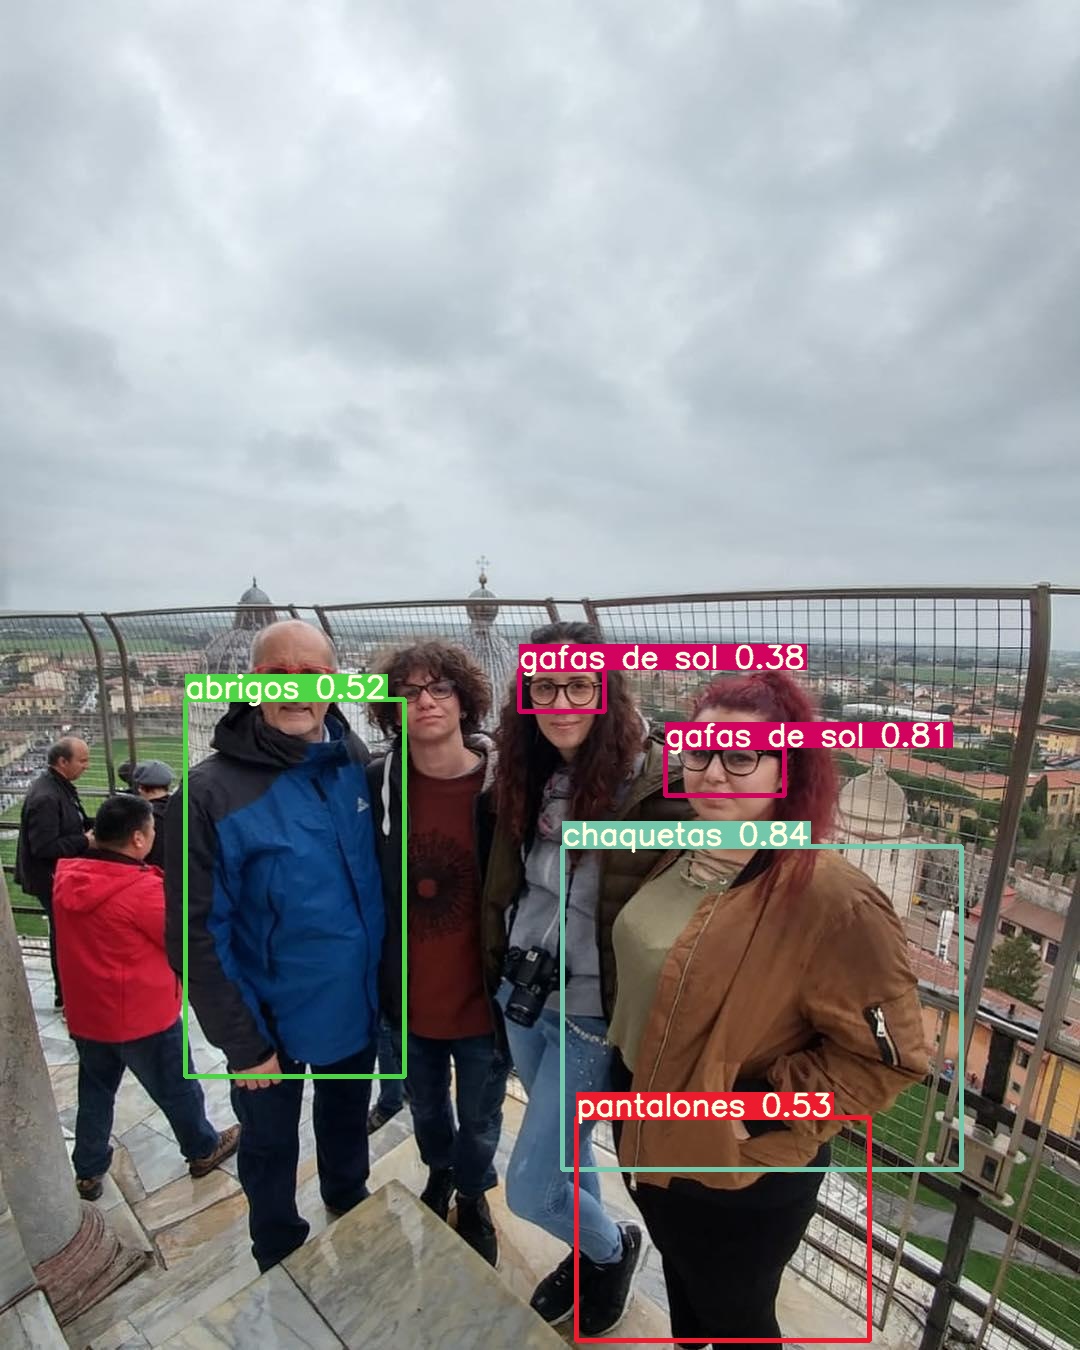 gafas de sol 0.38
abrigos 0.52
gafas de sol 0.81
chaquetas 0.84
pantalones 0.53